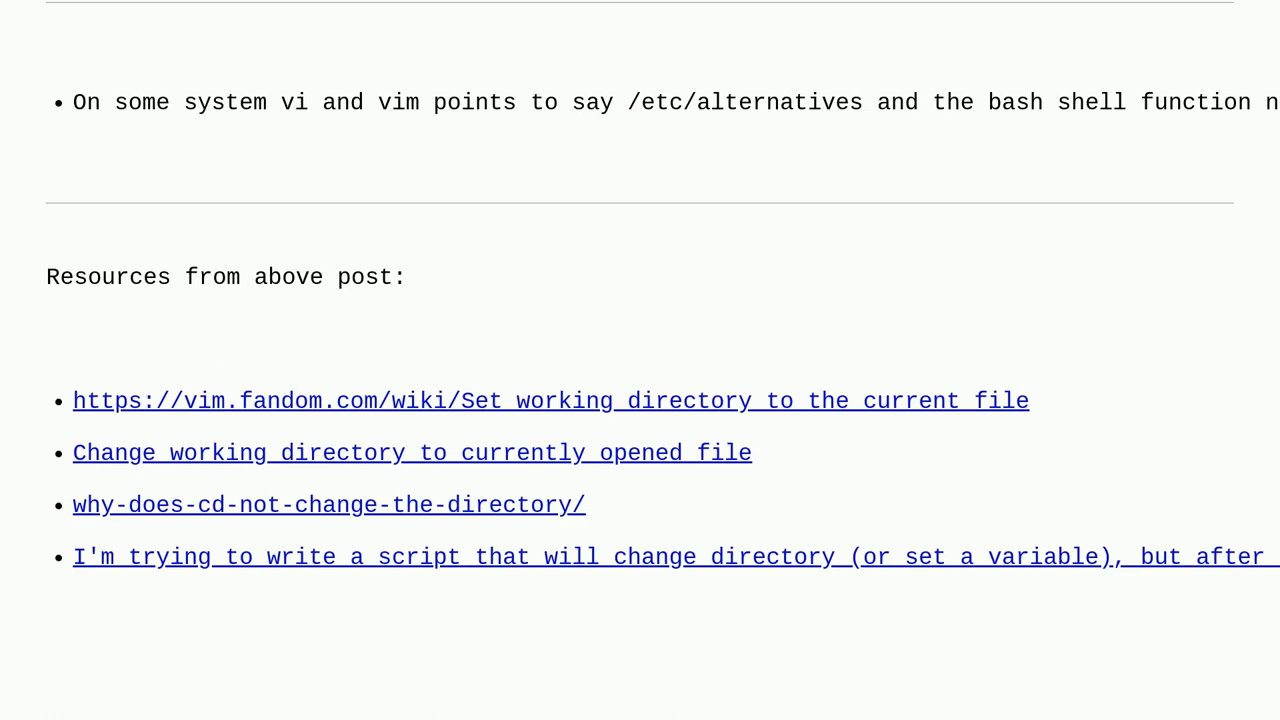 On some system vi and vim points to say /etc/alternatives and the bash shell function
Resources from above post:
https://vim.fandom.com/wiki/Set_working_directory_to_the_current_file
Change working directory to currently opened file
why-does-cd-not-change-the-directory/
I'm trying to write a script that will change directory (or set a variable), but after